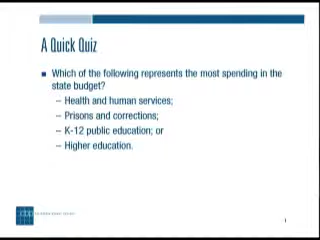 A Quick Quiz
■ Which of the following represents the most spending in the
state budget?
– Health and human services;
– Prisons and corrections;
– K-12 public education; or
– Higher education.
1